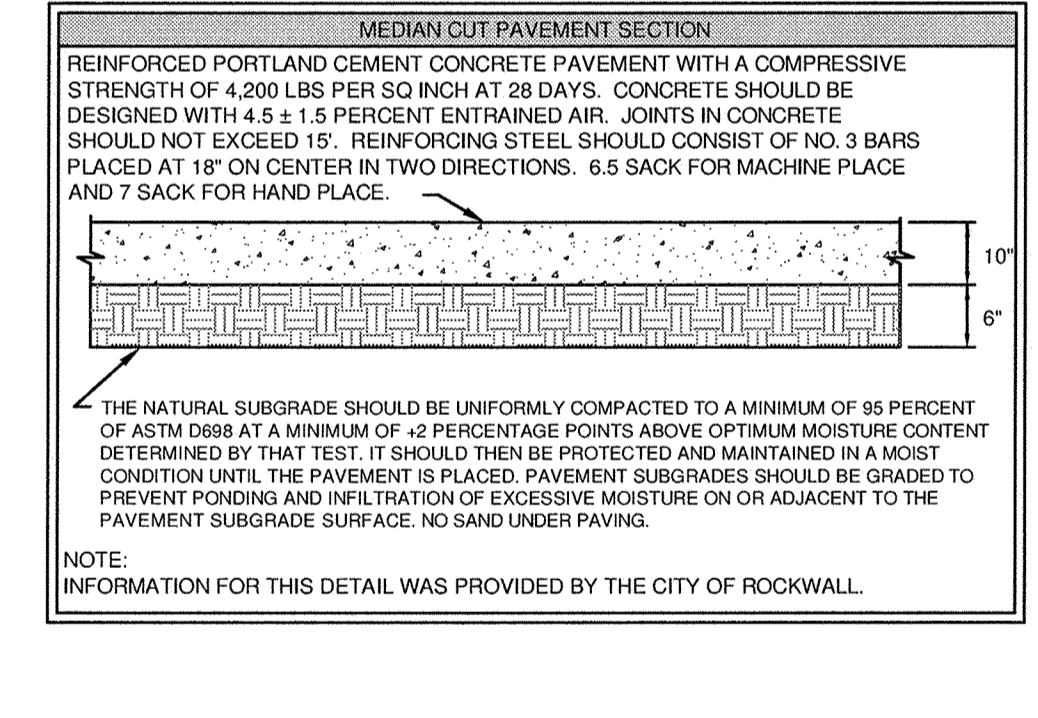 MEDIAN CUT PAVEMENT SECTION
REINFORCED PORTLAND CEMENT CONCRETE PAVEMENT WITH A COMPRESSIVE
STRENGTH OF 4,200 LBS PER SQ INCH AT 28 DAYS. CONCRETE SHOULD BE
DESIGNED WITH 4.5 ± 1.5 PERCENT ENTRAINED AIR. JOINTS IN CONCRETE
SHOULD NOT EXCEED 15'. REINFORCING STEEL SHOULD CONSIST OF NO. 3 BARS
PLACED AT 18" ON CENTER IN TWO DIRECTIONS. 6.5 SACK FOR MACHINE PLACE
AND 7 SACK FOR HAND PLACE.
10"
6"
THE NATURAL SUBGRADE SHOULD BE UNIFORMLY COMPACTED TO A MINIMUM OF 95 PERCENT
OF ASTM D698 AT A MINIMUM OF +2 PERCENTAGE POINTS ABOVE OPTIMUM MOISTURE CONTENT
DETERMINED BY THAT TEST. IT SHOULD THEN BE PROTECTED AND MAINTAINED IN A MOIST
CONDITION UNTIL THE PAVEMENT IS PLACED. PAVEMENT SUBGRADES SHOULD BE GRADED TO
PREVENT PONDING AND INFILTRATION OF EXCESSIVE MOISTURE ON OR ADJACENT TO THE
PAVEMENT SUBGRADE SURFACE. NO SAND UNDER PAVING.
NOTE:
INFORMATION FOR THIS DETAIL WAS PROVIDED BY THE CITY OF ROCKWALL.